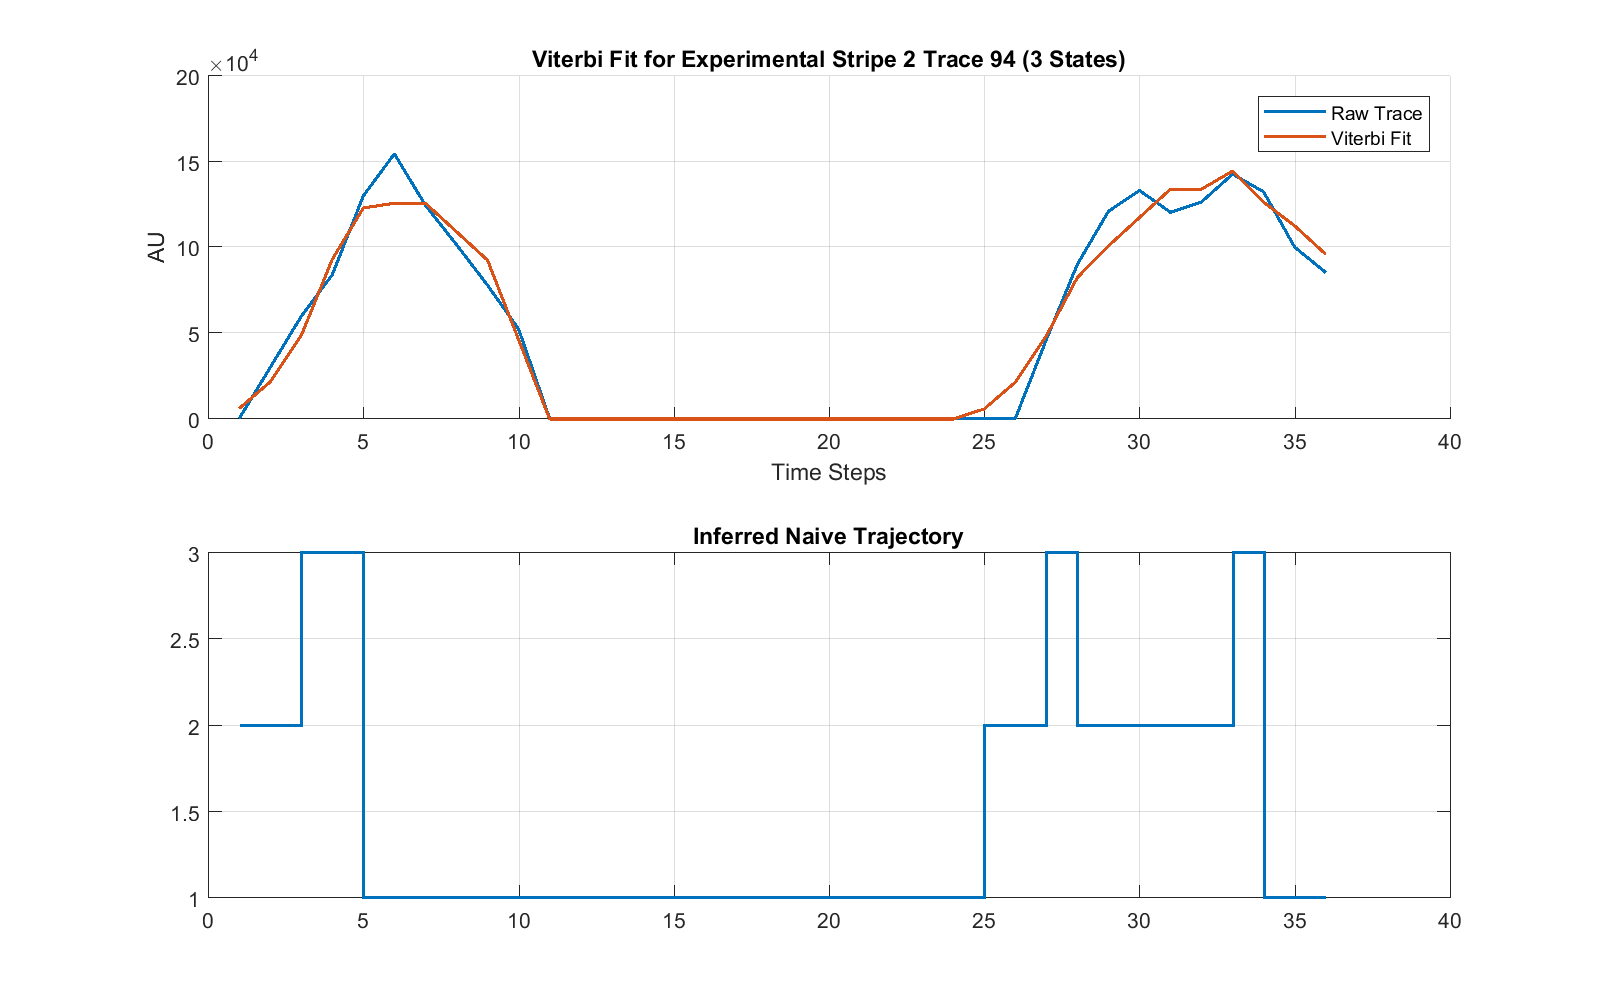 Viterbi Fit for Experimental Stripe 2 Trace 94 (3 States)
×10^4
20
15
10
5
0
AU
Raw Trace
Viterbi Fit
0 5 10 15 20 25 30 35 40
Time Steps
Inferred Naive Trajectory
3
2.5
2
1.5
1
0 5 10 15 20 25 30 35 40